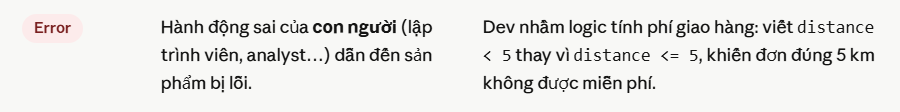 Error
Hành động sai của con người (lập
trình viên, analyst...) dẫn đến sản
phẩm bị lỗi.
Dev nhầm logic tính phí giao hàng: viết distance
< 5 thay vì distance <= 5, khiến đơn đúng 5 km
không được miễn phí.